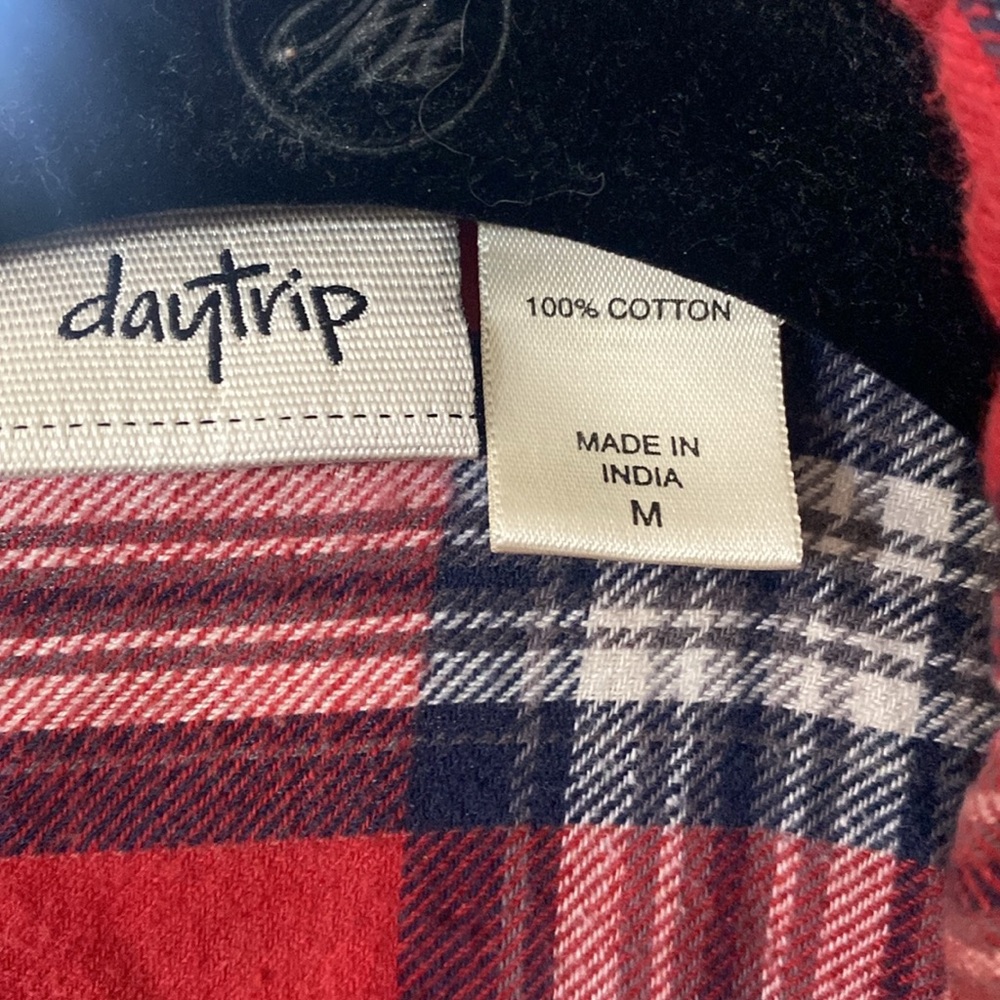 daytrip
100% COTTON
MADE IN
INDIA
M